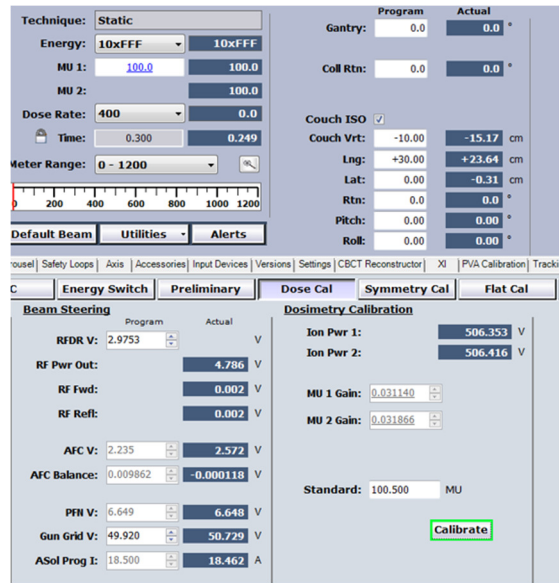 Technique: Static
Energy: 10xFFF 10xFFF
MU 1: 100.0 100.0
MU 2: 100.0
Dose Rate: 400 0.0
Time: 0.300 0.249
Meter Range: 0 - 1200
0 200 400 600 800 1000 1200
Default Beam Utilities Alerts
Program Actual
Gantry: 0.0 0.0 °
Coll Rtn: 0.0 0.0 °
Couch ISO
Couch Vrt: -10.00 -15.17 cm
Lng: +30.00 +23.64 cm
Lat: 0.0 -0.31 cm
Rtn: 0.0 0.0 °
Pitch: 0.00 0.00 °
Roll: 0.00 0.00 °
rousel Safety Loops Axis Accessories Input Devices Versions Settings CBCT Reconstructor XI PVA Calibration Tracki
C Energy Switch Preliminary Dose Cal Symmetry Cal Flat Cal
Beam Steering
Program Actual
RFDR V: 2.9753 V
RF Pwr Out: 4.786 V
RF Fwd: 0.002 V
RF Refl: 0.002 V
AFC V: 2.235 2.572 V
AFC Balance: 0.009862 -0.000118 V
PFN V: 6.649 6.648 V
Gun Grid V: 49.920 50.729 V
ASol Prog I: 18.500 18.462 A
Dosimetry Calibration
Ion Pwr 1: 506.353 V
Ion Pwr 2: 506.416 V
MU 1 Gain: 0.031140
MU 2 Gain: 0.031866
Standard: 100.500 MU
Calibrate